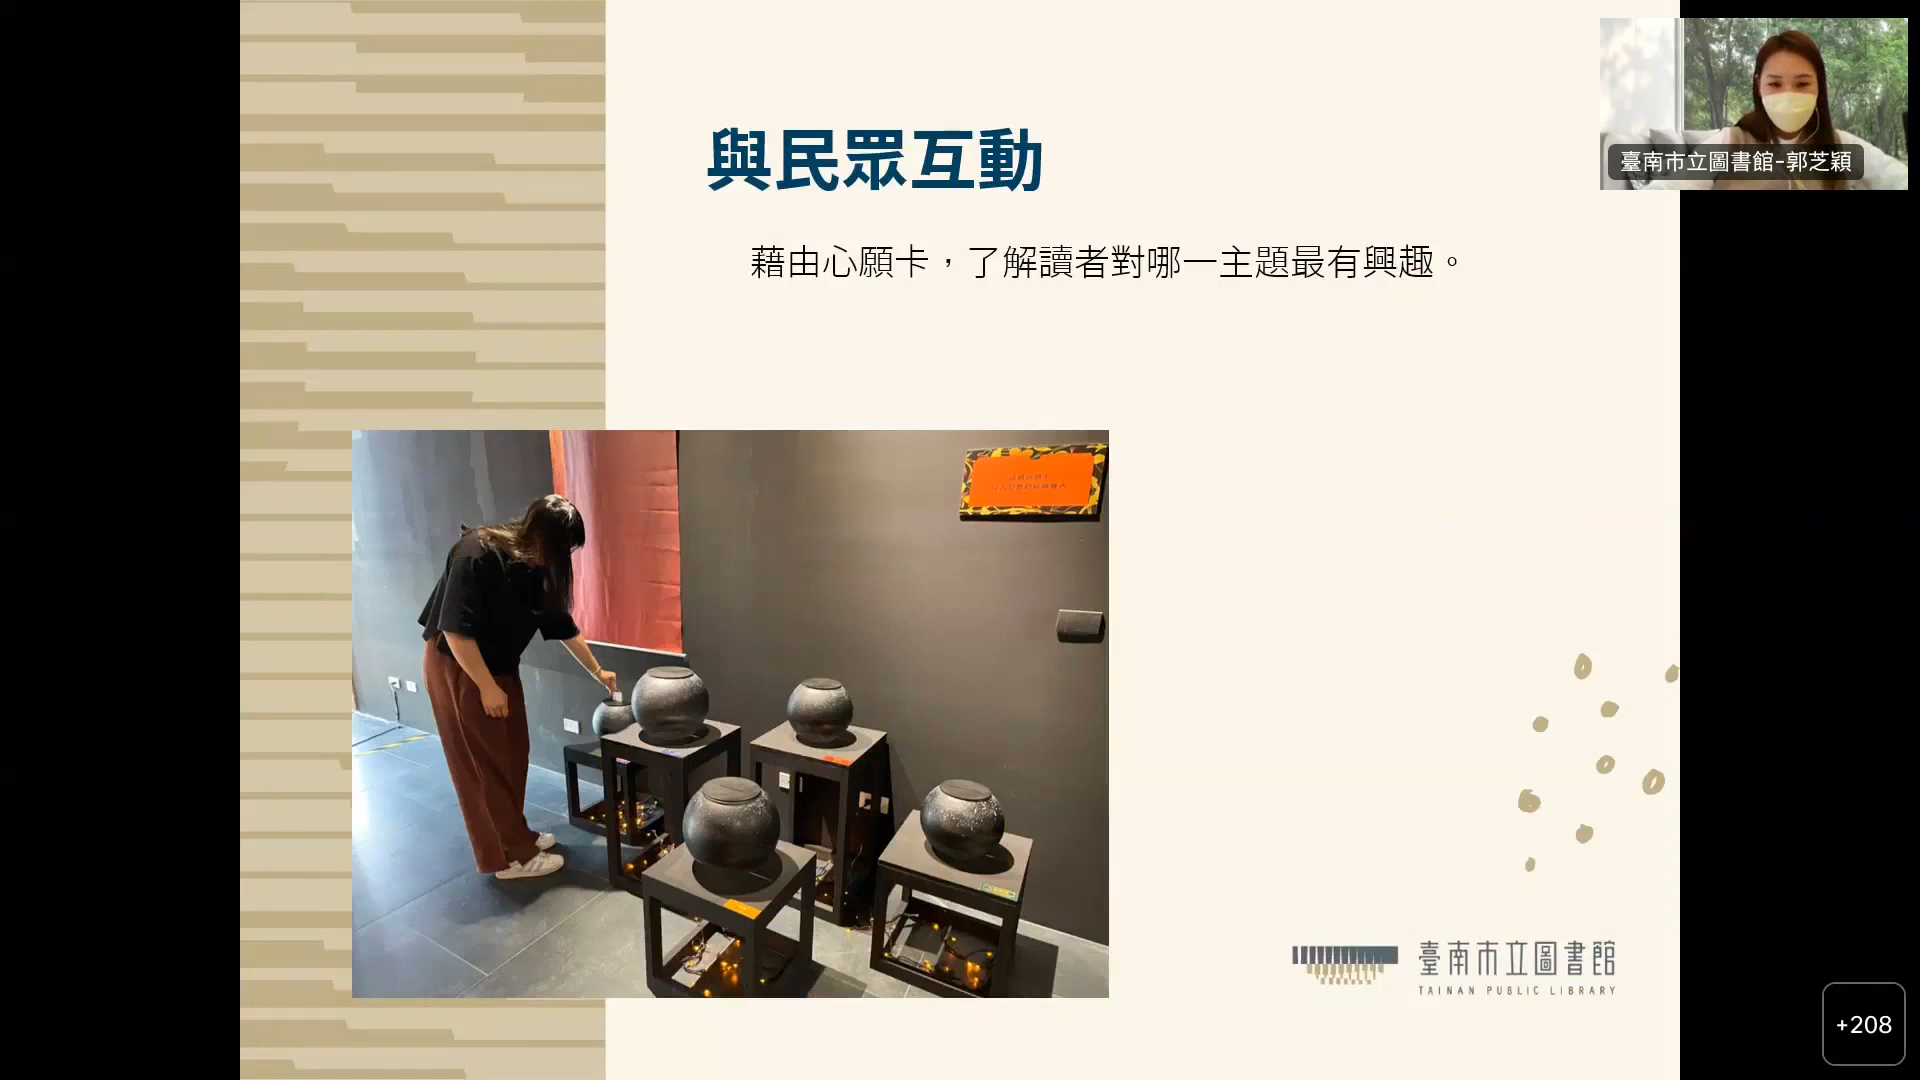 與民眾互動
藉由心願卡，了解讀者對哪一主題最有興趣。
臺南市立圖書館-郭芝穎
臺南市立圖書館
TAINAN PUBLIC LIBRARY
+208